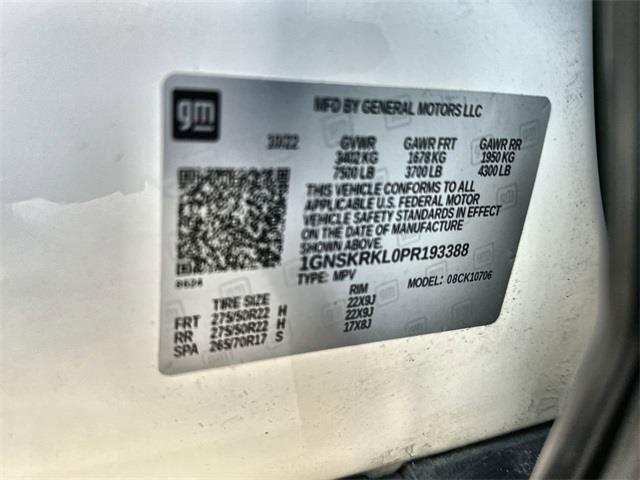 gm
MFD BY GENERAL MOTORS LLC
10/22 GVWR GAWR FRT GAWR RR
3402 KG 1678 KG 1950 KG
7500 LB 3700 LB 4300 LB
THIS VEHICLE CONFORMS TO ALL
APPLICABLE U.S. FEDERAL MOTOR
VEHICLE SAFETY STANDARDS IN EFFECT
ON THE DATE OF MANUFACTURE
SHOWN ABOVE.
1GNSKRKL0PR193388
TYPE: MPV MODEL: 08CK10706
TIRE SIZE RIM
FRT 275/50R22 H 22X9J
RR 275/50R22 H 22X9J
SPA 265/70R17 S 17X8J